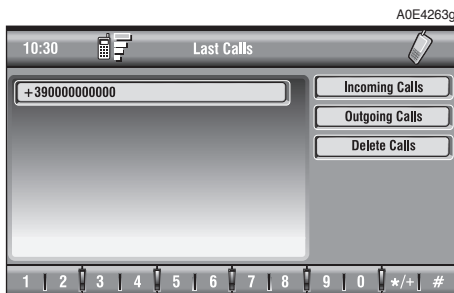 A0E4263g
10:30 Last Calls
+390000000000
Incoming Calls
Outgoing Calls
Delete Calls
1 2 3 4 5 6 7 8 9 0 */+ #